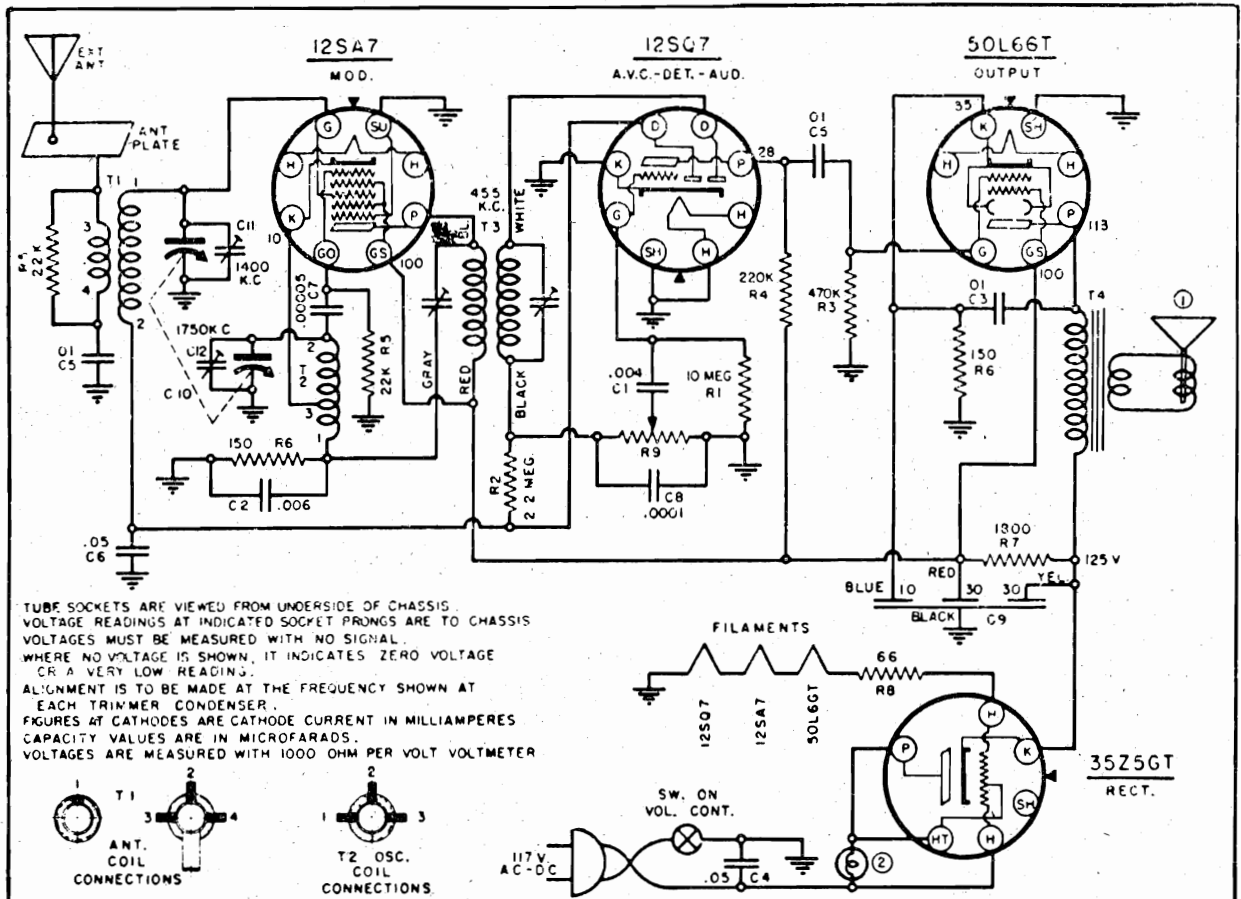 12SA7
MOD.
12SQ7
A.V.C.-DET.-AUD.
50L66T
OUTPUT
EXT
ANT
ANT
PLATE
T1
1
3
4
2
22K
01
C5
C11
1400
K.C
G
SU
H
H
K
P
GO
GS
10
100
.00005
C7
1750K C
C12
C10
T2
2
3
1
22K R5
150 R6
C2
.006
.05
C6
GRAY
RED
BL.
455
K.C.
T3
WHITE
BLACK
R2
2 2 MEG.
D
D
K
P
G
H
SH
H
28
.004
C1
10 MEG
R1
R9
C8
.0001
220K
R4
01
C5
470K
R3
35
K
SH
H
H
P
G
GS
113
100
01
C3
150
R6
T4
1
1800
R7
125 V
RED
YEL.
BLUE
10
30
30
BLACK
C9
TUBE SOCKETS ARE VIEWED FROM UNDERSIDE OF CHASSIS.
VOLTAGE READINGS AT INDICATED SOCKET PRONGS ARE TO CHASSIS
VOLTAGES MUST BE MEASURED WITH NO SIGNAL.
WHERE NO VOLTAGE IS SHOWN, IT INDICATES ZERO VOLTAGE
OR A VERY LOW READING.
ALIGNMENT IS TO BE MADE AT THE FREQUENCY SHOWN AT
EACH TRIMMER CONDENSER.
FIGURES AT CATHODES ARE CATHODE CURRENT IN MILLIAMPERES
CAPACITY VALUES ARE IN MICROFARADS.
VOLTAGES ARE MEASURED WITH 1000 OHM PER VOLT VOLTMETER
FILAMENTS
12SQ7
12SA7
50L6GT
66
R8
H
P
K
SH
HT
H
35Z5GT
RECT.
2
SW. ON
VOL. CONT.
117 V.
AC-DC
.05
C4
1
T1
2
3
4
ANT.
COIL
CONNECTIONS
2
1
3
T2 OSC.
COIL
CONNECTIONS